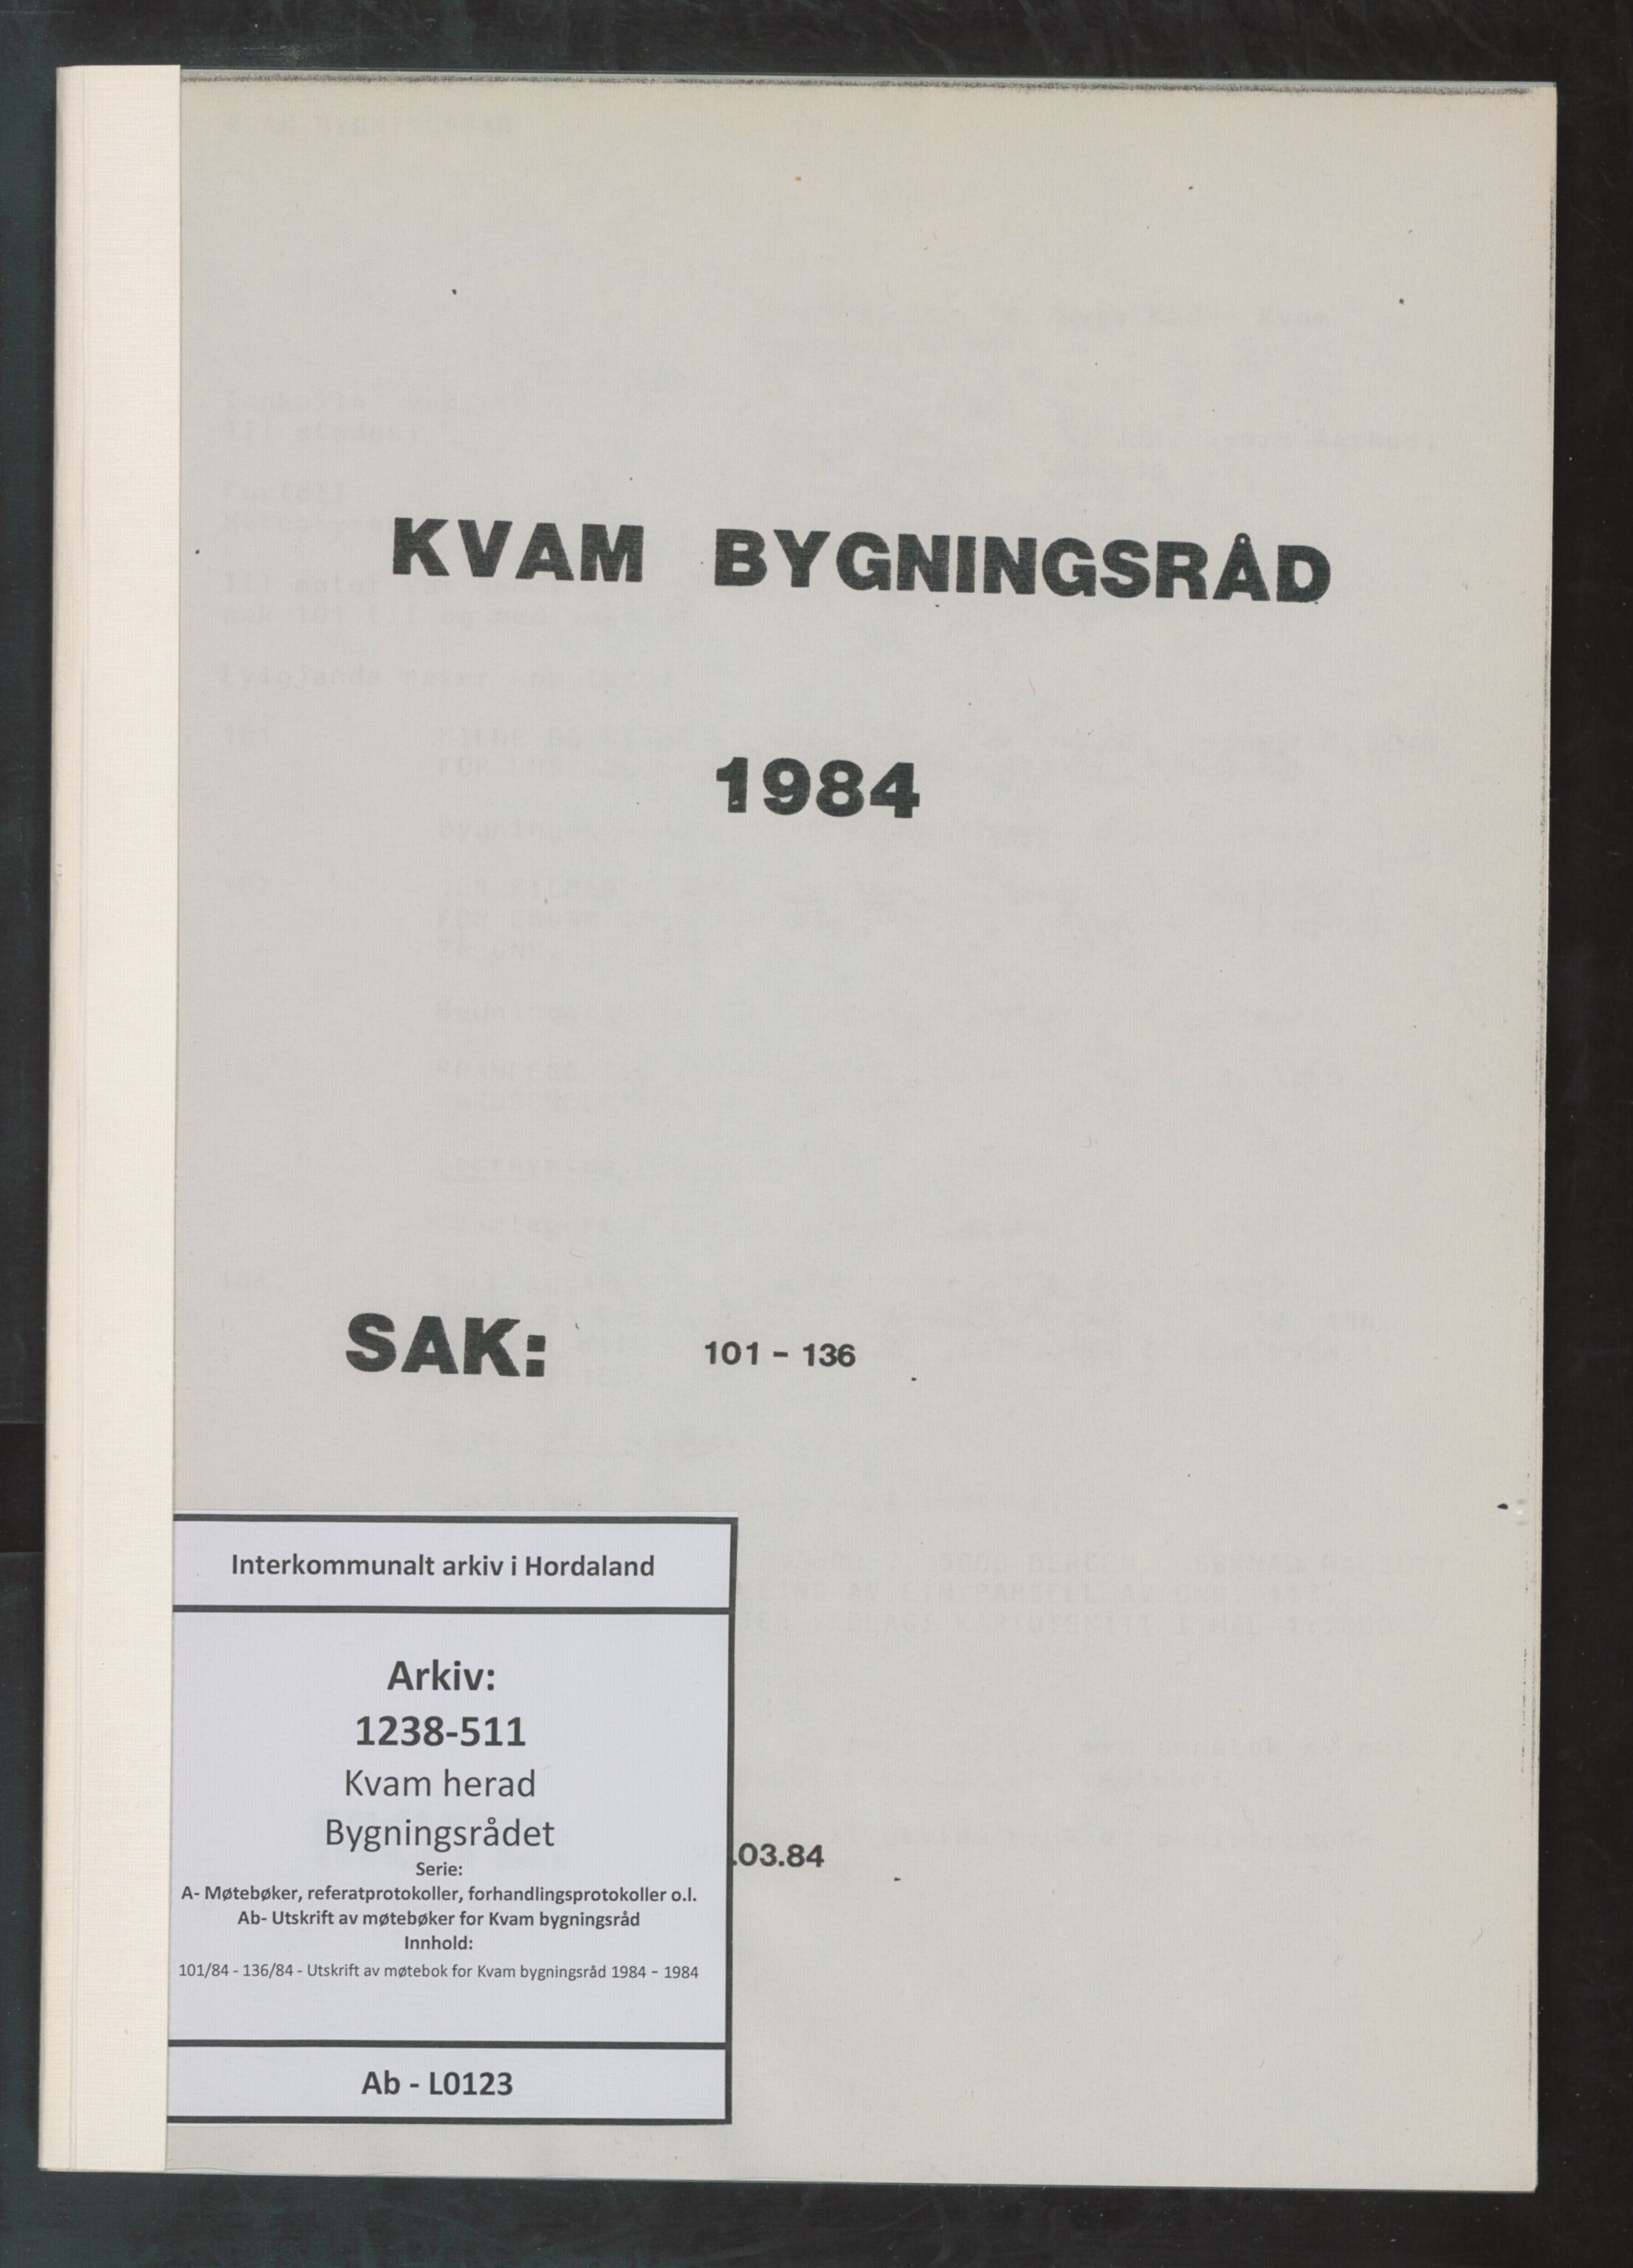 KVAM BYGNINGSRÅD
1984
SAK: 101 - 136
Interkommunalt arkiv i Hordaland
Arkiv:
1238-511
Kvam herad
Bygningsrådet
Serie:
A- Møtebøker, referatprotokoller, forhandlingsprotokoller o.l.
Ab- Utskrift av møtebøker for Kvam bygningsråd
Innhold:
101/84 - 136/84 - Utskrift av møtebok for Kvam bygningsråd 1984 - 1984
Ab - L0123
.03.84